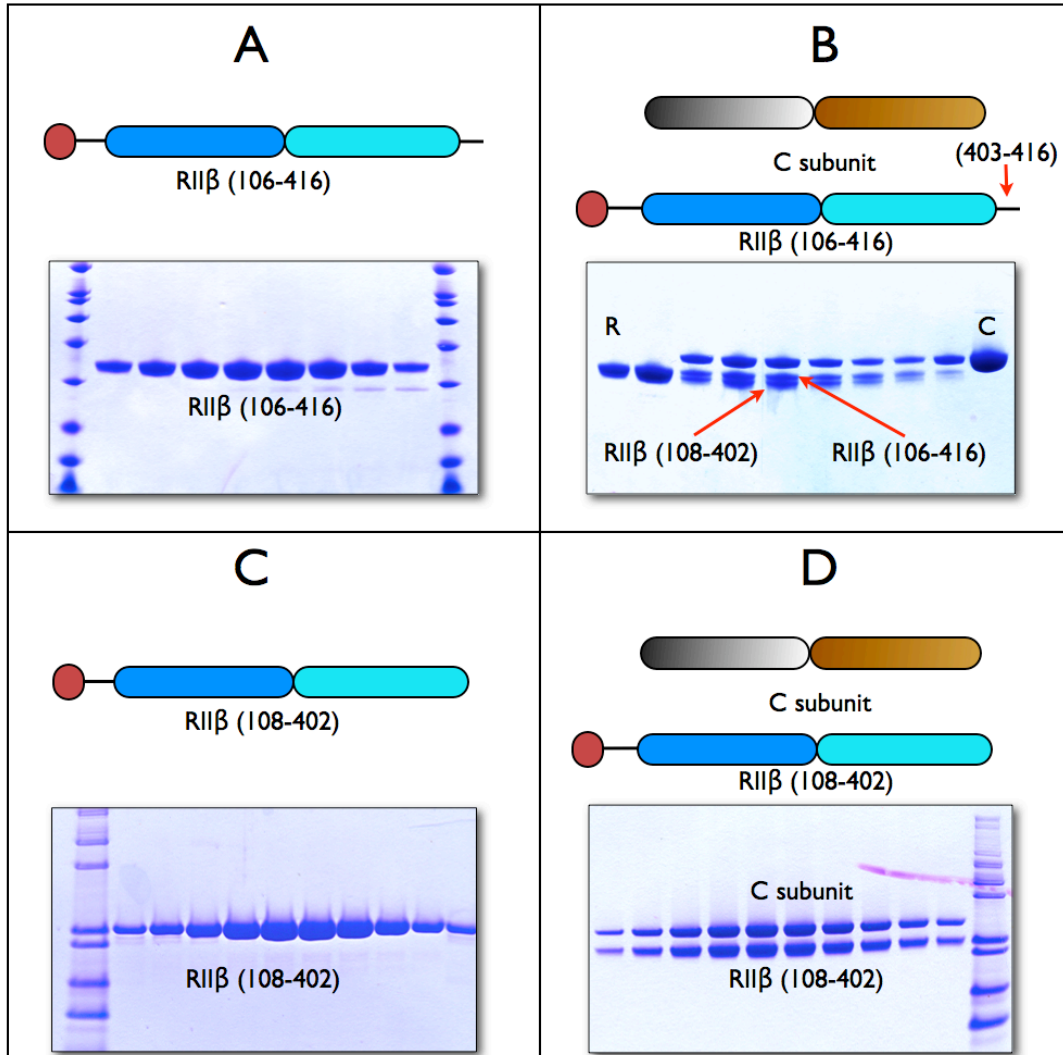 A
RIIβ (106-416)
RIIβ (106-416)
B
C subunit
(403-416)
RIIβ (106-416)
R
C
RIIβ (108-402)
RIIβ (106-416)
C
RIIβ (108-402)
RIIβ (108-402)
D
C subunit
RIIβ (108-402)
C subunit
RIIβ (108-402)